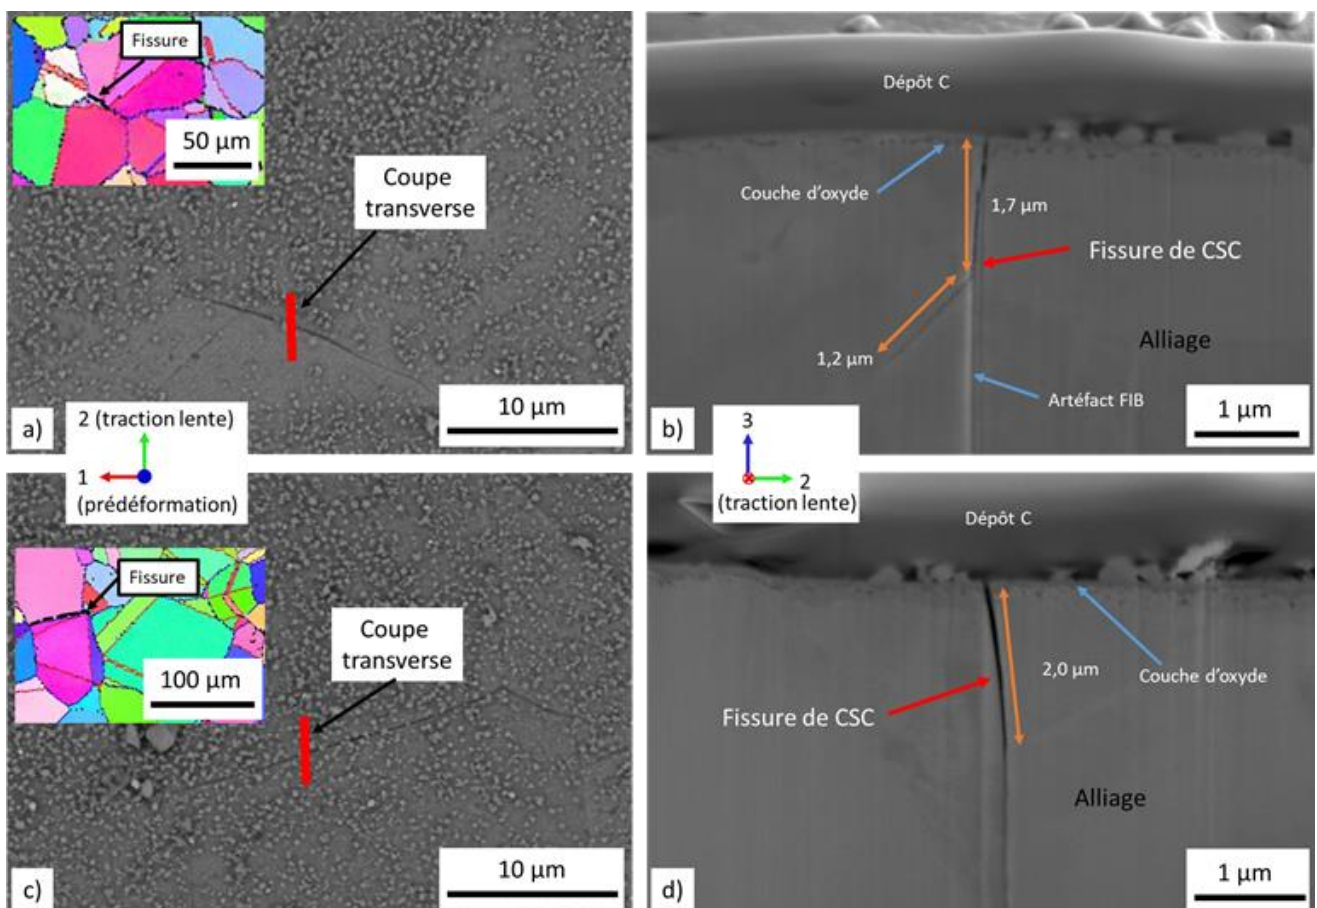 Fissure
50 µm
Coupe
transverse
10 µm
a)
Dépôt C
Couche d’oxyde
1,7 µm
Fissure de CSC
1,2 µm
Alliage
Artéfact FIB
1 µm
b)
2 (traction lente)
1
(prédéformation)
3
2
(traction lente)
Fissure
100 µm
Coupe
transverse
10 µm
c)
Dépôt C
2,0 µm
Couche d’oxyde
Fissure de CSC
Alliage
1 µm
d)